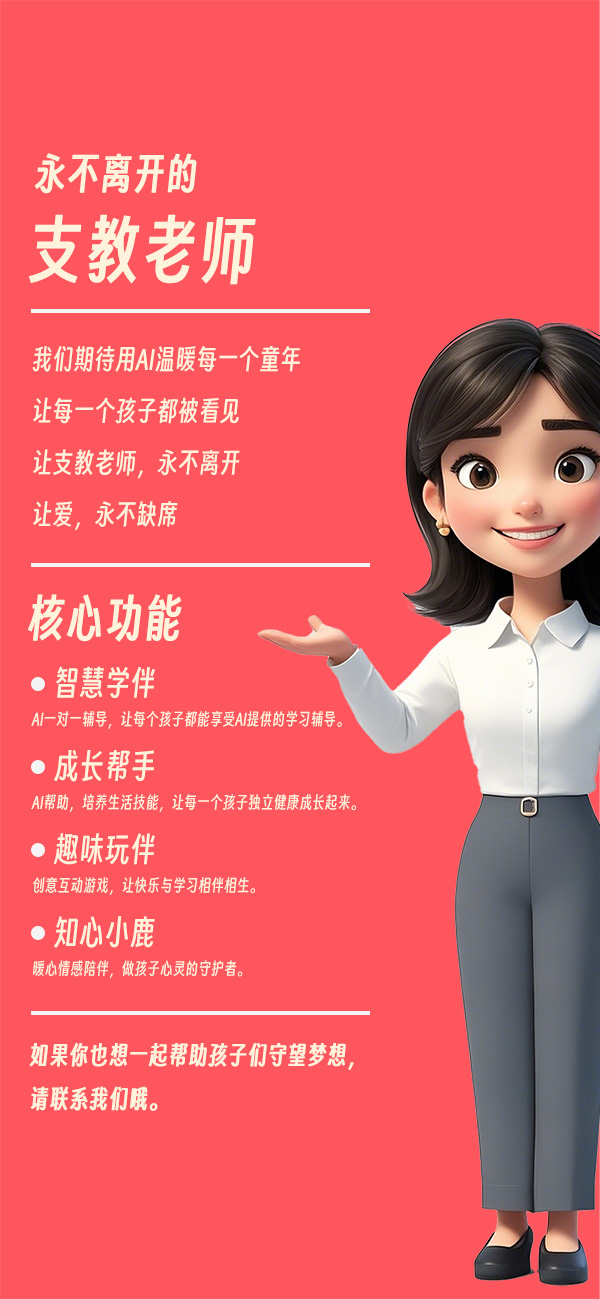 永不离开的
支教老师
我们期待用AI温暖每一个童年
让每一个孩子都被看见
让支教老师，永不离开
让爱，永不缺席
核心功能
智慧学伴
AI一对一辅导，让每个孩子都能享受AI提供的学习辅导。
成长帮手
AI帮助，培养生活技能，让每一个孩子独立健康成长起来。
趣味玩伴
创意互动游戏，让快乐与学习相伴相生。
知心小鹿
暖心情感陪伴，做孩子心灵的守护者。
如果你也想一起帮助孩子们守望梦想，
请联系我们哦。